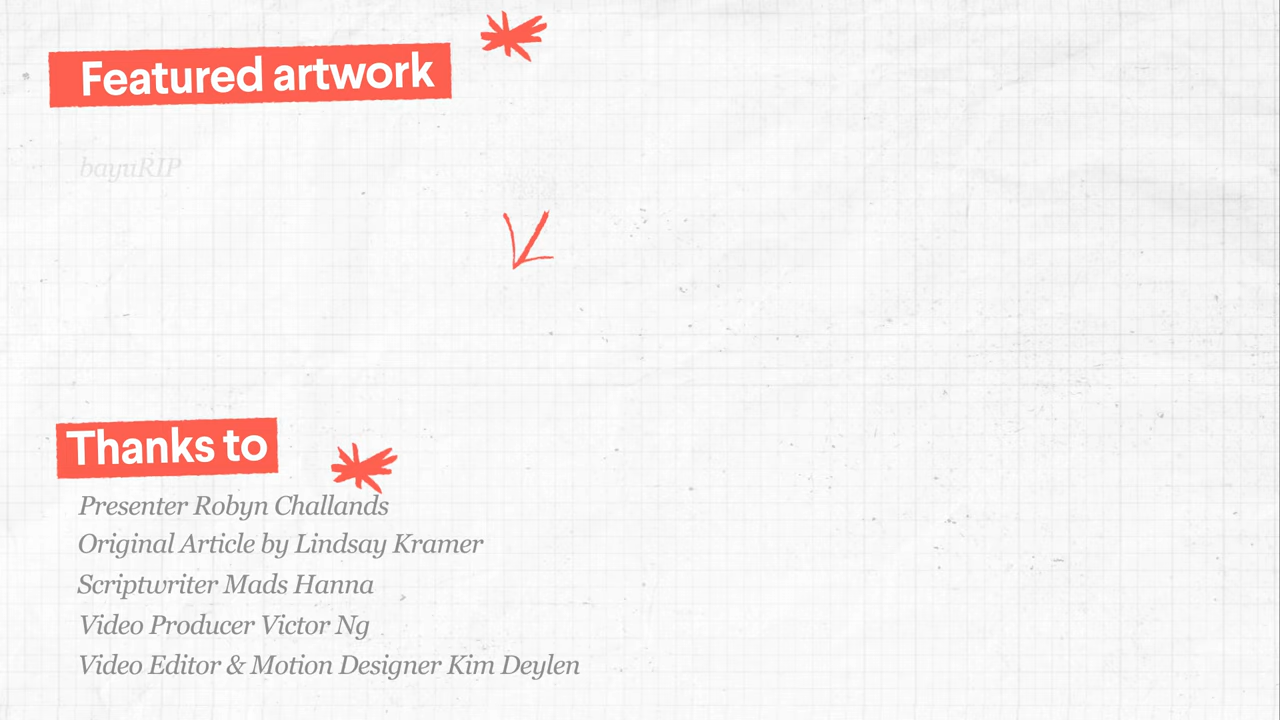 Featured artwork
bayuRIP
Thanks to
Presenter Robyn Challands
Original Article by Lindsay Kramer
Scriptwriter Mads Hanna
Video Producer Victor Ng
Video Editor & Motion Designer Kim Deylen